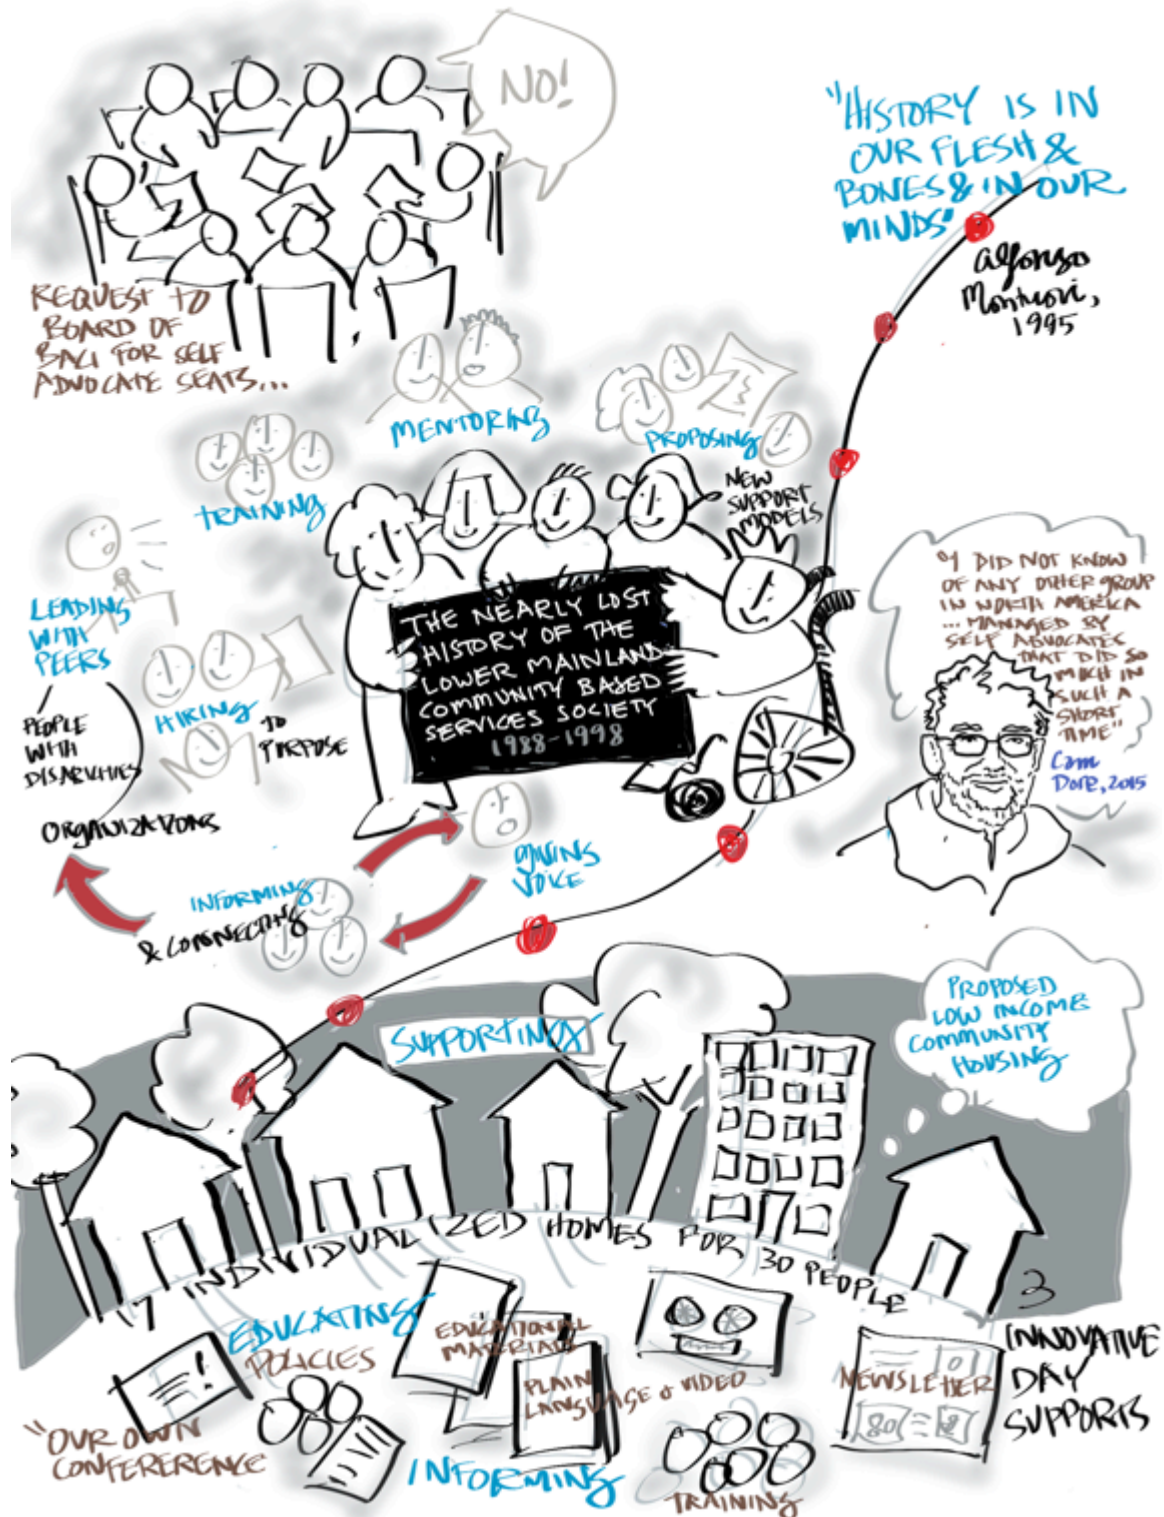 NO!
"HISTORY IS IN
OUR FLESH &
BONES & IN OUR
MINDS"
Alfonso
Montuori,
1995
REQUEST TO
BOARD OF
BACI FOR SELF
ADVOCATE SEATS...
MENTORING
PROPOSING
NEW
SUPPORT
MODELS
TRAINING
LEADING
WITH
PEERS
HIRING
TO
PURPOSE
PEOPLE
WITH
DISABILITIES
ORGANIZATIONS
THE NEARLY LOST
HISTORY OF THE
LOWER MAINLAND
COMMUNITY BASED
SERVICES SOCIETY
1988-1998
"I DID NOT KNOW
OF ANY OTHER GROUP
IN NORTH AMERICA
... MANAGED BY
SELF ADVOCATES
THAT DID SO
MUCH IN
SUCH A
SHORT
TIME"
Cam
Dore, 2015
GIVING
VOICE
INFORMING
& CONNECTING
SUPPORTING
PROPOSED
LOW INCOME
COMMUNITY
HOUSING
17 INDIVIDUALIZED HOMES FOR 30 PEOPLE
3
INNOVATIVE
DAY
SUPPORTS
EDUCATING
POLICIES
EDUCATIONAL
MATERIALS
PLAIN
LANGUAGE & VIDEO
NEWSLETTER
"OUR OWN
CONFERERENCE
INFORMING
TRAINING